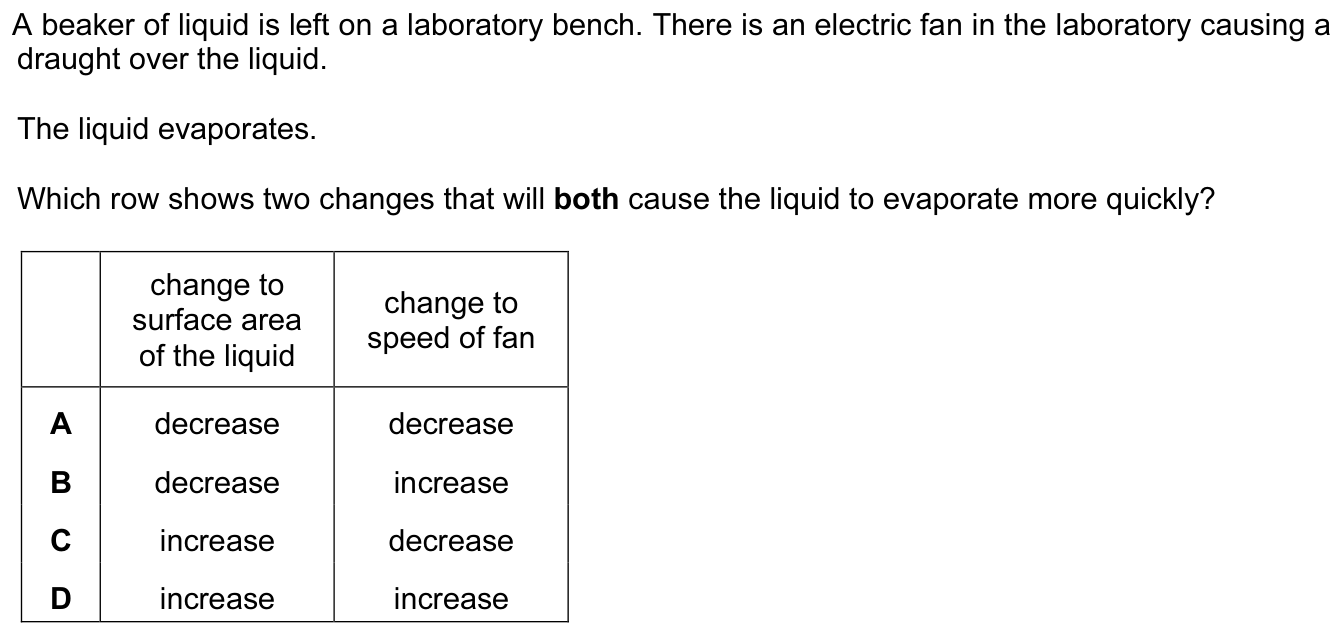 A beaker of liquid is left on a laboratory bench. There is an electric fan in the laboratory causing a
draught over the liquid.
The liquid evaporates.
Which row shows two changes that will both cause the liquid to evaporate more quickly?
change to
surface area
of the liquid
change to
speed of fan
A decrease decrease
B decrease increase
C increase decrease
D increase increase